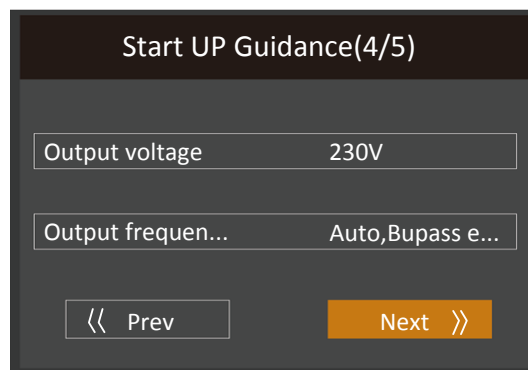 Start UP Guidance(4/5)
Output voltage 230V
Output frequen... Auto,Bupass e...
⟨⟨ Prev Next ⟩⟩